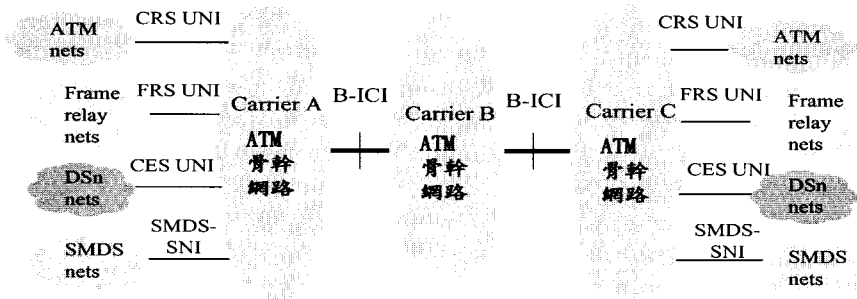 ATM
nets
CRS UNI
Frame
relay
nets
FRS UNI
DSn
nets
CES UNI
SMDS
nets
SMDS-
SNI
Carrier A
ATM
骨幹
網路
B-ICI
Carrier B
ATM
骨幹
網路
B-ICI
Carrier C
ATM
骨幹
網路
CRS UNI
ATM
nets
FRS UNI
Frame
relay
nets
CES UNI
DSn
nets
SMDS-
SNI
SMDS
nets